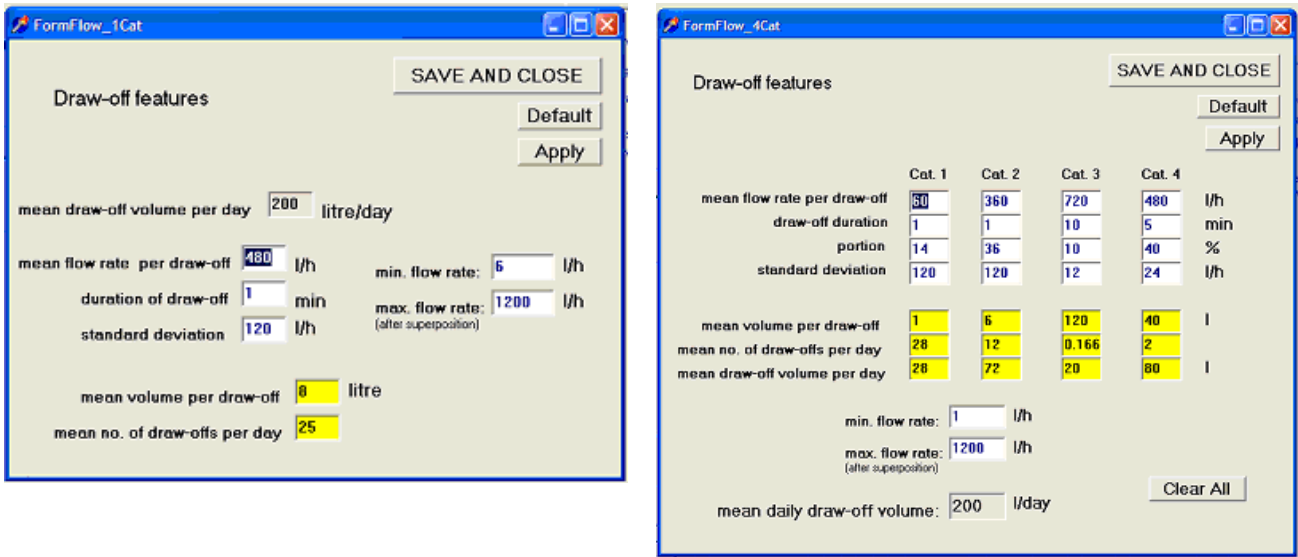 FormFlow_1Cat
SAVE AND CLOSE
Draw-off features
Default
Apply
mean draw-off volume per day 200 litre/day
mean flow rate per draw-off 480 l/h min. flow rate: 6 l/h
duration of draw-off 1 min max. flow rate: 1200 l/h
(after superposition)
standard deviation 120 l/h
mean volume per draw-off 8 litre
mean no. of draw-offs per day 25
FormFlow_4Cat
SAVE AND CLOSE
Draw-off features
Default
Apply
Cat. 1 Cat. 2 Cat. 3 Cat. 4
mean flow rate per draw-off 60 360 720 480 l/h
draw-off duration 1 1 10 5 min
portion 14 36 10 40 %
standard deviation 120 120 12 24 l/h
mean volume per draw-off 1 6 120 40 l
mean no. of draw-offs per day 28 12 0.166 2
mean draw-off volume per day 28 72 20 80 l
min. flow rate: 1 l/h
max. flow rate: 1200 l/h
(after superposition)
Clear All
mean daily draw-off volume: 200 l/day